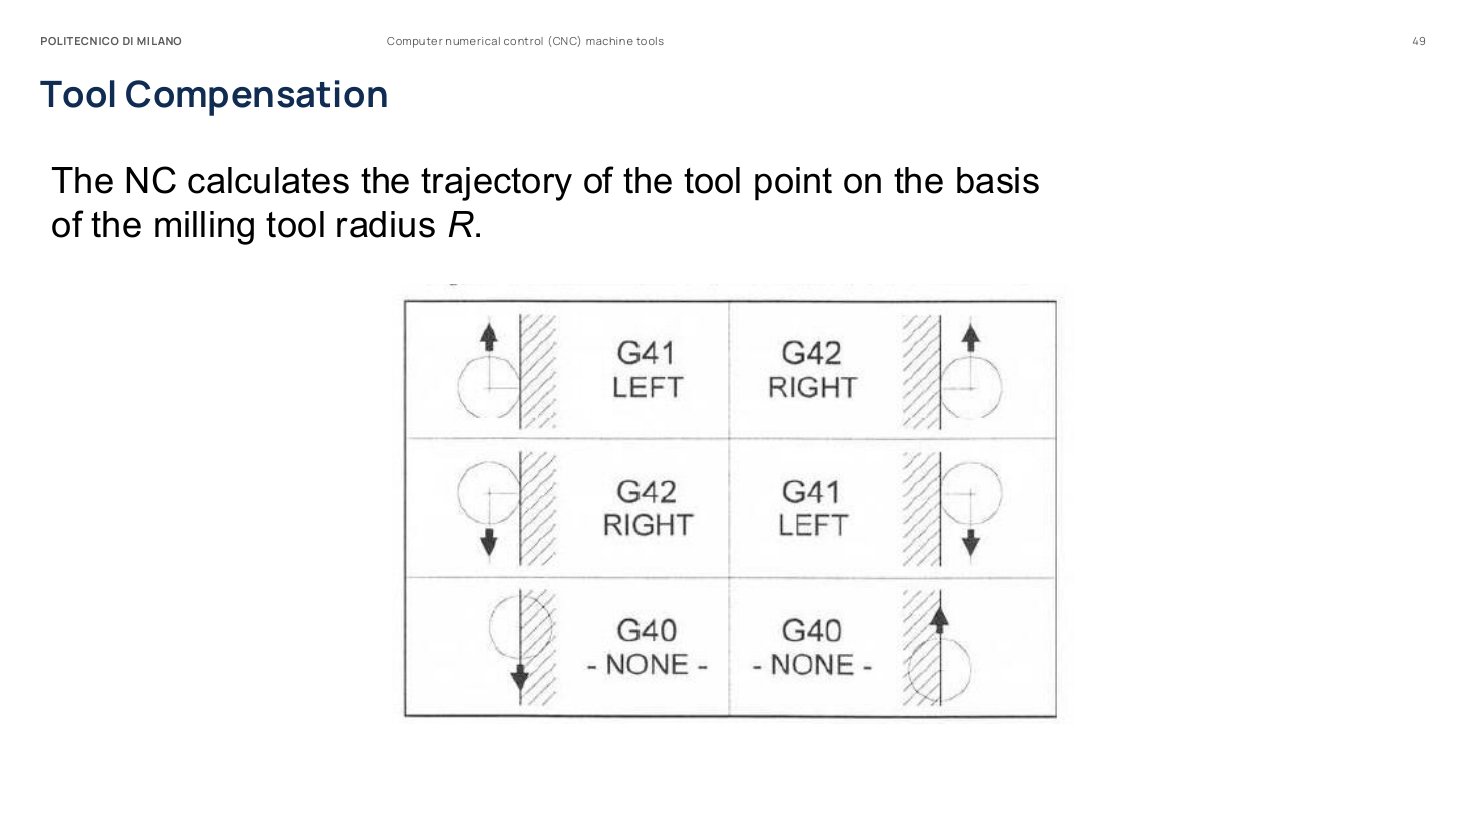 POLITECNICO DI MILANO
Computer numerical control (CNC) machine tools
49
Tool Compensation
The NC calculates the trajectory of the tool point on the basis
of the milling tool radius R.
G41
LEFT
G42
RIGHT
G42
RIGHT
G41
LEFT
G40
- NONE -
G40
- NONE -